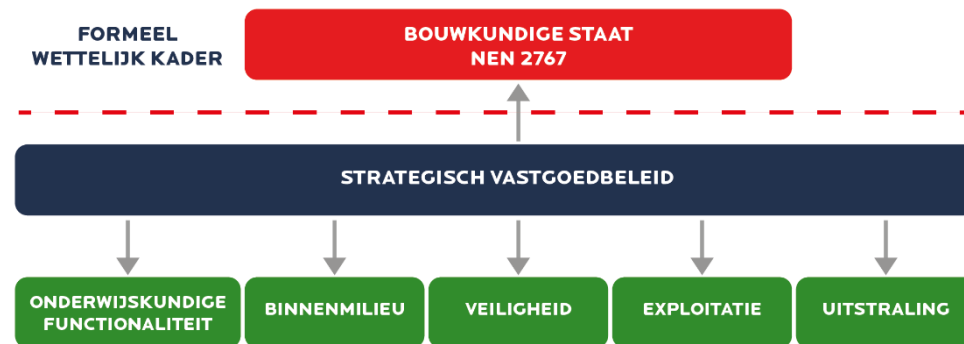 FORMEEL
WETTELIJK KADER
BOUWKUNDIGE STAAT
NEN 2767
STRATEGISCH VASTGOEDBELEID
ONDERWIJSKUNDIGE
FUNCTIONALITEIT
BINNENMILIEU
VEILIGHEID
EXPLOITATIE
UITSTRALING